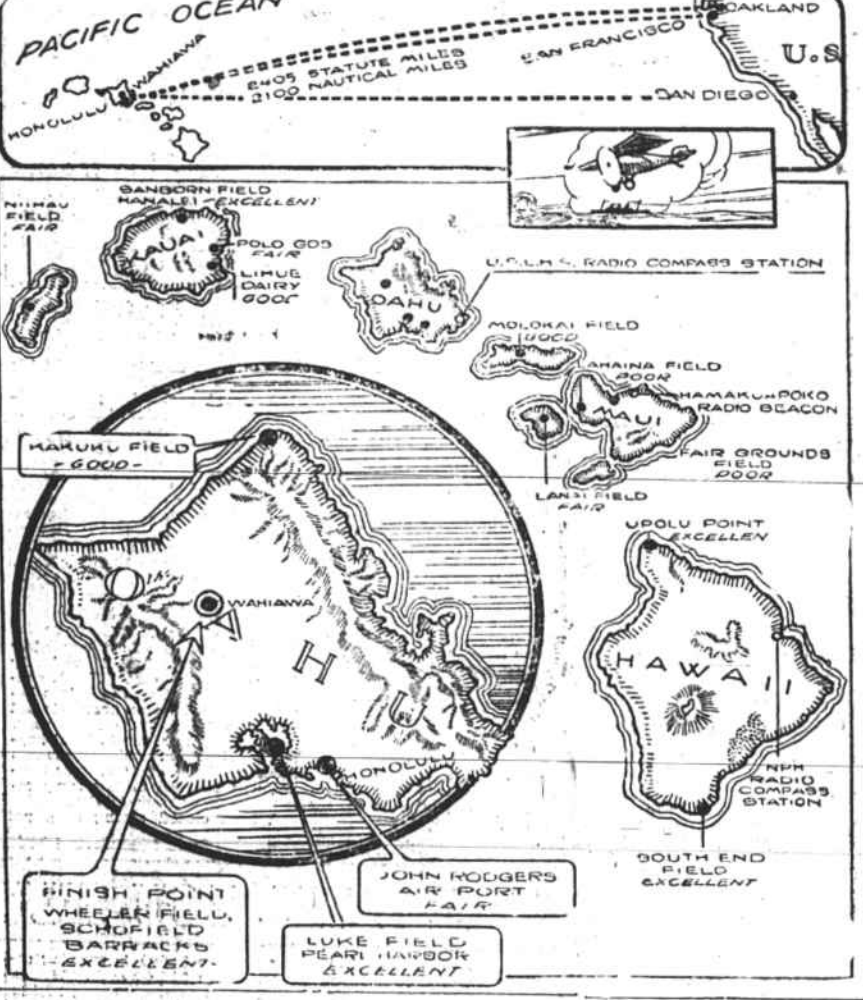 PACIFIC OCEAN
OAKLAND
WAHIAWA
HONOLULU
2405 STATUTE MILES
2100 NAUTICAL MILES
SAN FRANCISCO
U.S
SAN DIEGO
NIIHAU
FIELD
FAIR
SANBORN FIELD
HANALEI - EXCELLENT
KAUAI
POLO GDS
FAIR
LIHUE
DAIRY
GOOD
OAHU
RADIO COMPASS STATION
MOLOKAI FIELD
GOOD
LAHAINA FIELD
POOR
MAUI
HAMAKUAPOKO
RADIO BEACON
FAIR GROUNDS
FIELD
POOR
LANAI FIELD
FAIR
KAKUKU FIELD
- GOOD -
O
WAHIAWA
H
U
HONOLULU
UPOLU POINT
EXCELLEN
HAWAII
NPH
RADIO
COMPASS
STATION
SOUTH END
FIELD
EXCELLENT
JOHN RODGERS
AIR PORT
FAIR
FINISH POINT
WHEELER FIELD,
SCHOFIELD
BARRACKS
- EXCELLENT -
LUKE FIELD
PEARL HARBOR
EXCELLENT